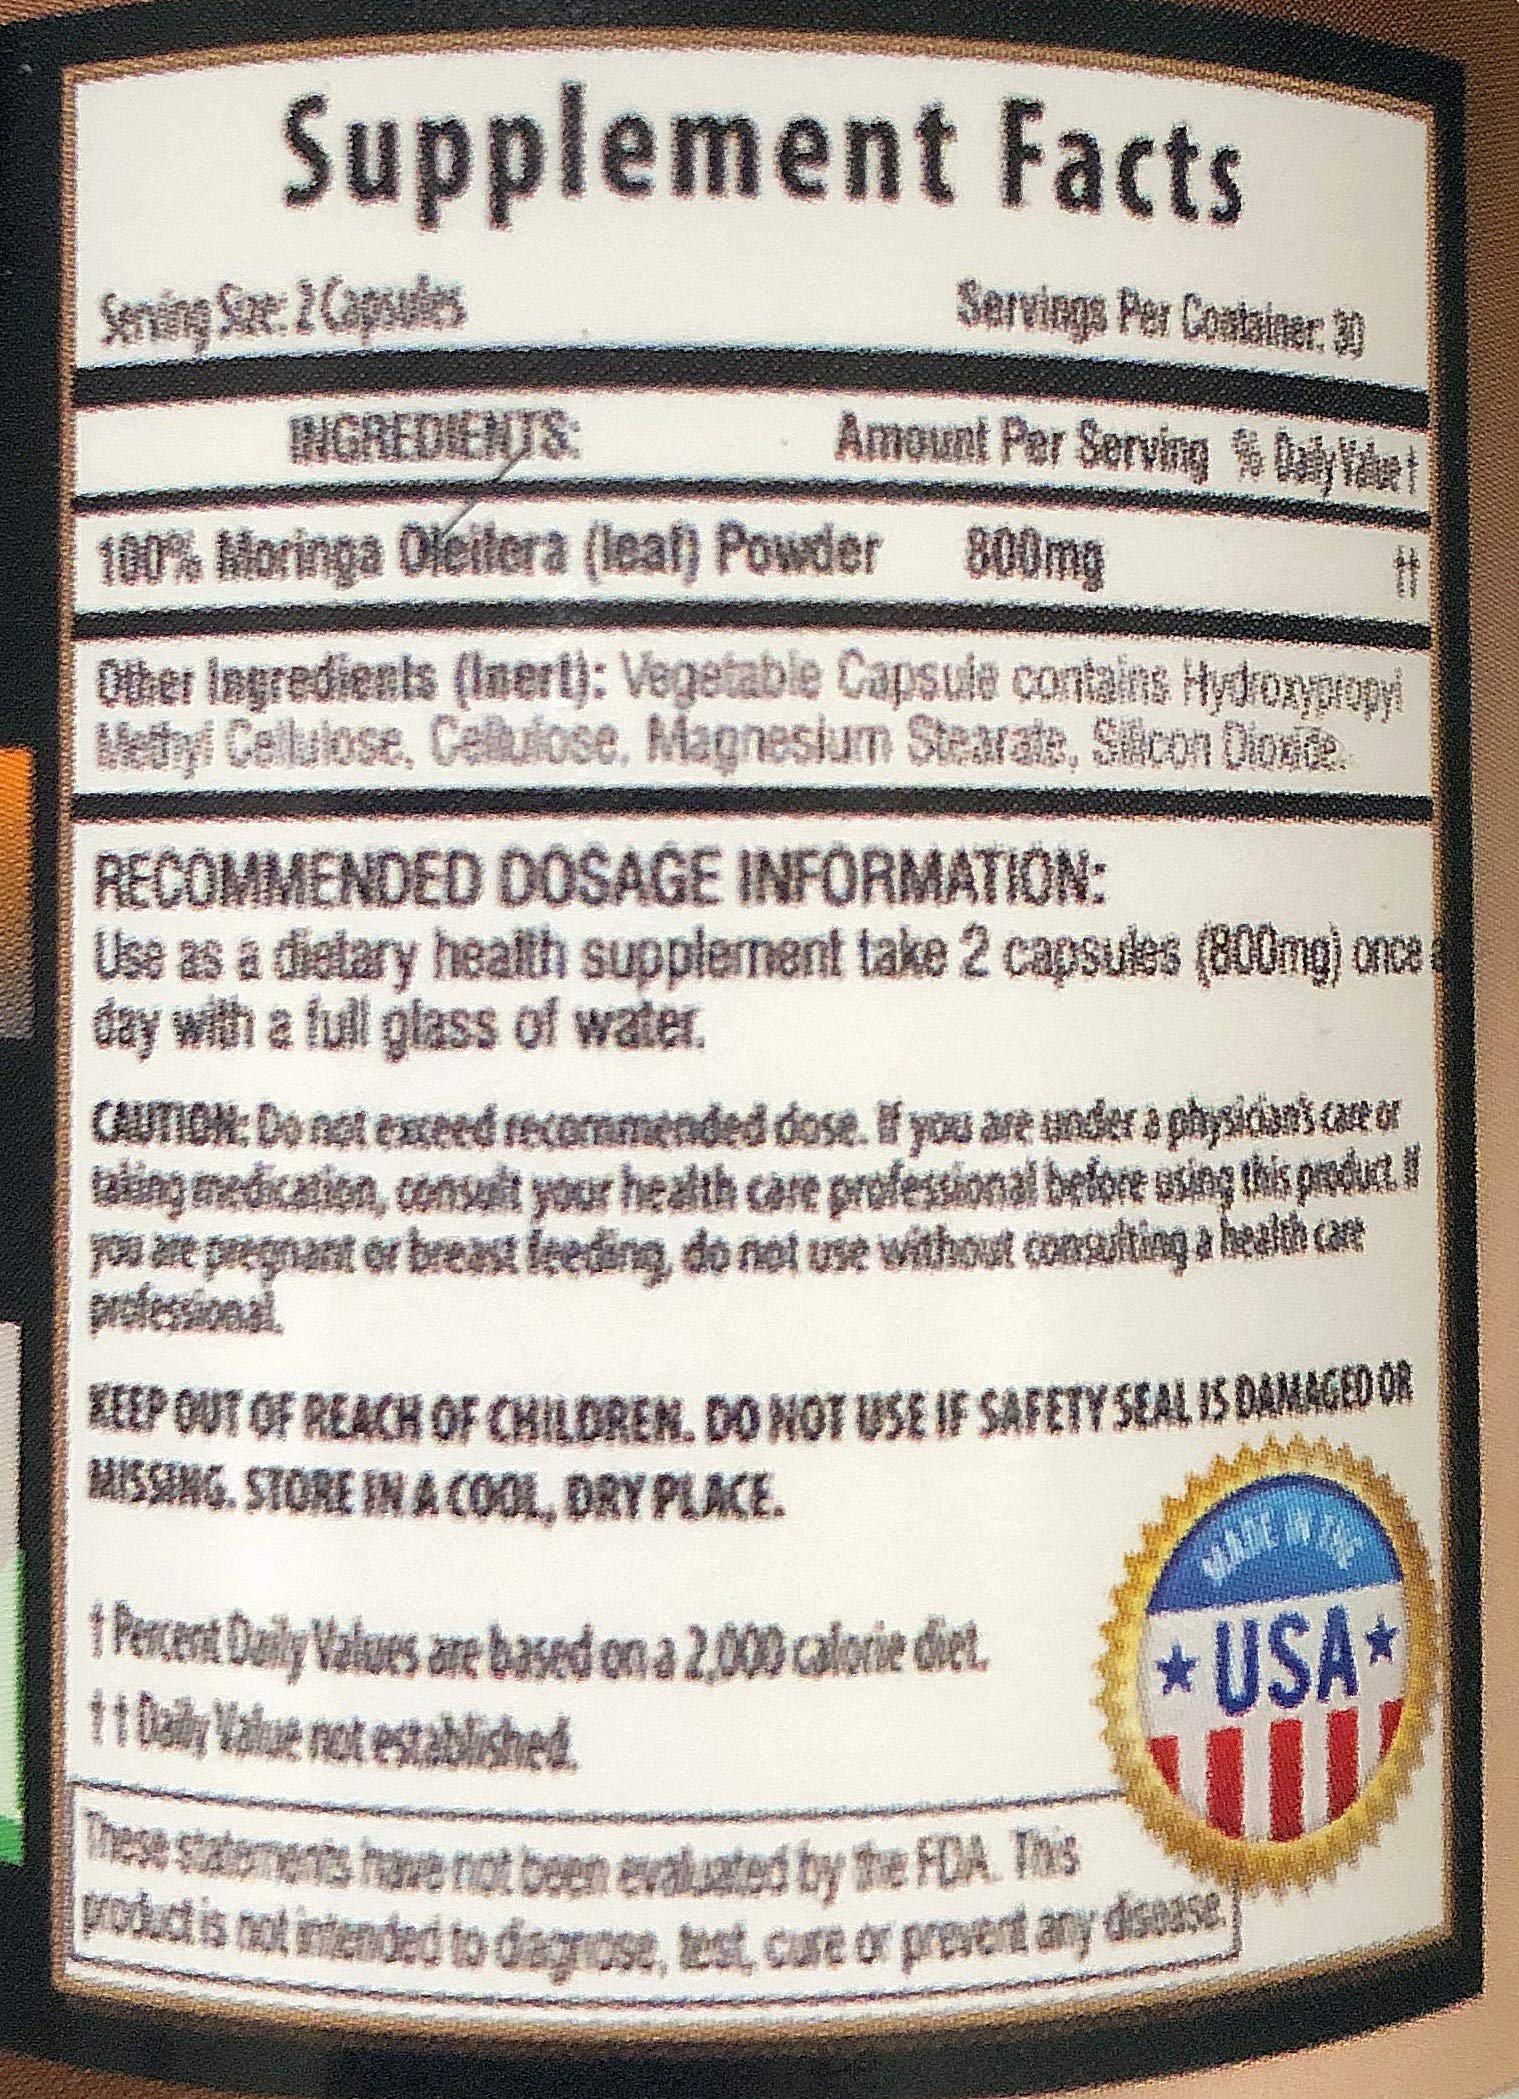 Supplement Facts
Serving Size: 2 Capsules Servings Per Container: 30
INGREDIENTS: Amount Per Serving % Daily Value †
100% Moringa Oleifera (leaf) Powder 800mg ††
Other Ingredients (Inert): Vegetable Capsule contains Hydroxypropyl
Methyl Cellulose, Cellulose, Magnesium Stearate, Silicon Dioxide.
RECOMMENDED DOSAGE INFORMATION:
Use as a dietary health supplement take 2 capsules (800mg) once a
day with a full glass of water.
CAUTION: Do not exceed recommended dose. If you are under a physician's care or
taking medication, consult your health care professional before using this product. If
you are pregnant or breast feeding, do not use without consulting a health care
professional.
KEEP OUT OF REACH OF CHILDREN. DO NOT USE IF SAFETY SEAL IS DAMAGED OR
MISSING. STORE IN A COOL, DRY PLACE.
† Percent Daily Values are based on a 2,000 calorie diet.
†† Daily Value not established.
MADE IN THE
USA
These statements have not been evaluated by the FDA. This
product is not intended to diagnose, test, cure or prevent any disease.